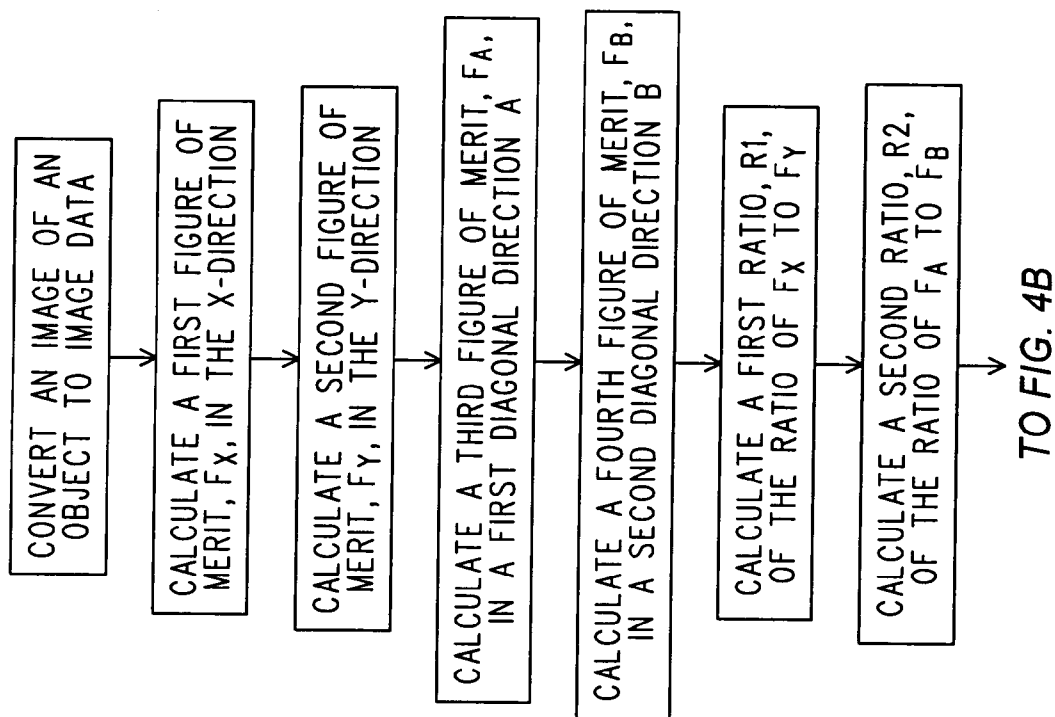 CONVERT AN IMAGE OF AN
OBJECT TO IMAGE DATA
CALCULATE A FIRST FIGURE OF
MERIT, FX, IN THE X-DIRECTION
CALCULATE A SECOND FIGURE OF
MERIT, FY, IN THE Y-DIRECTION
CALCULATE A THIRD FIGURE OF MERIT, FA,
IN A FIRST DIAGONAL DIRECTION A
CALCULATE A FOURTH FIGURE OF MERIT, FB,
IN A SECOND DIAGONAL DIRECTION B
CALCULATE A FIRST RATIO, R1,
OF THE RATIO OF FX TO FY
CALCULATE A SECOND RATIO, R2,
OF THE RATIO OF FA TO FB
TO FIG. 4B